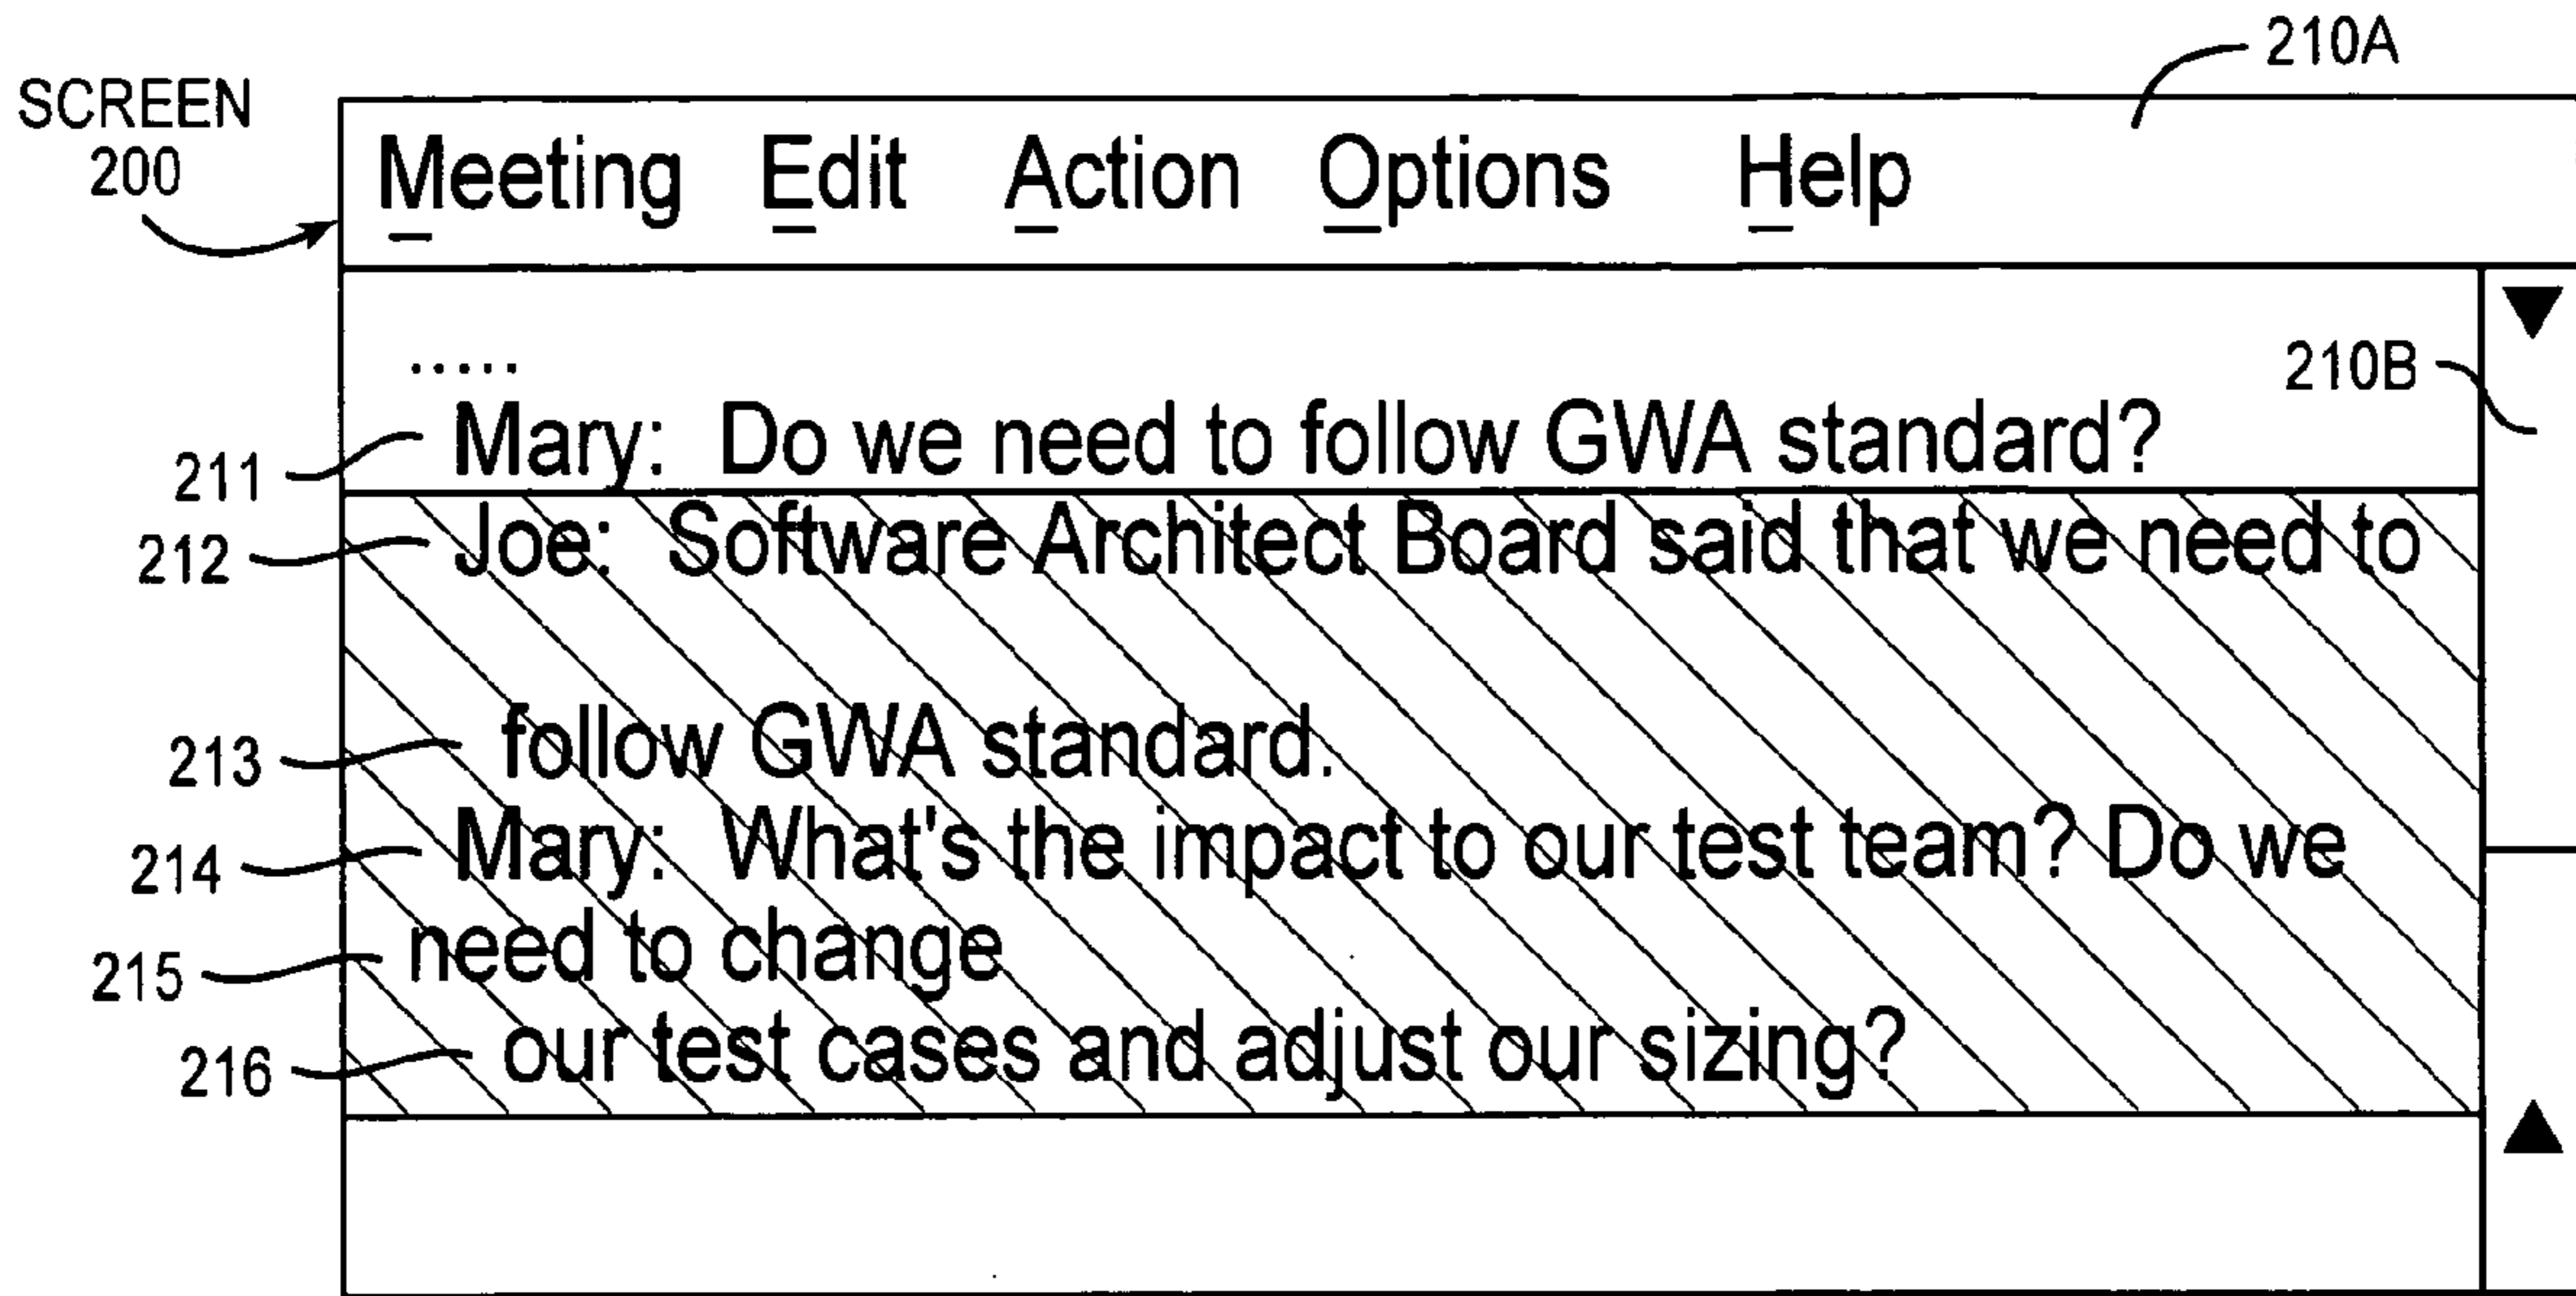 210A
SCREEN
200
Meeting Edit Action Options Help
.....
210B
211 Mary: Do we need to follow GWA standard?
212 Joe: Software Architect Board said that we need to
213 follow GWA standard.
214 Mary: What's the impact to our test team? Do we
215 need to change
216 our test cases and adjust our sizing?